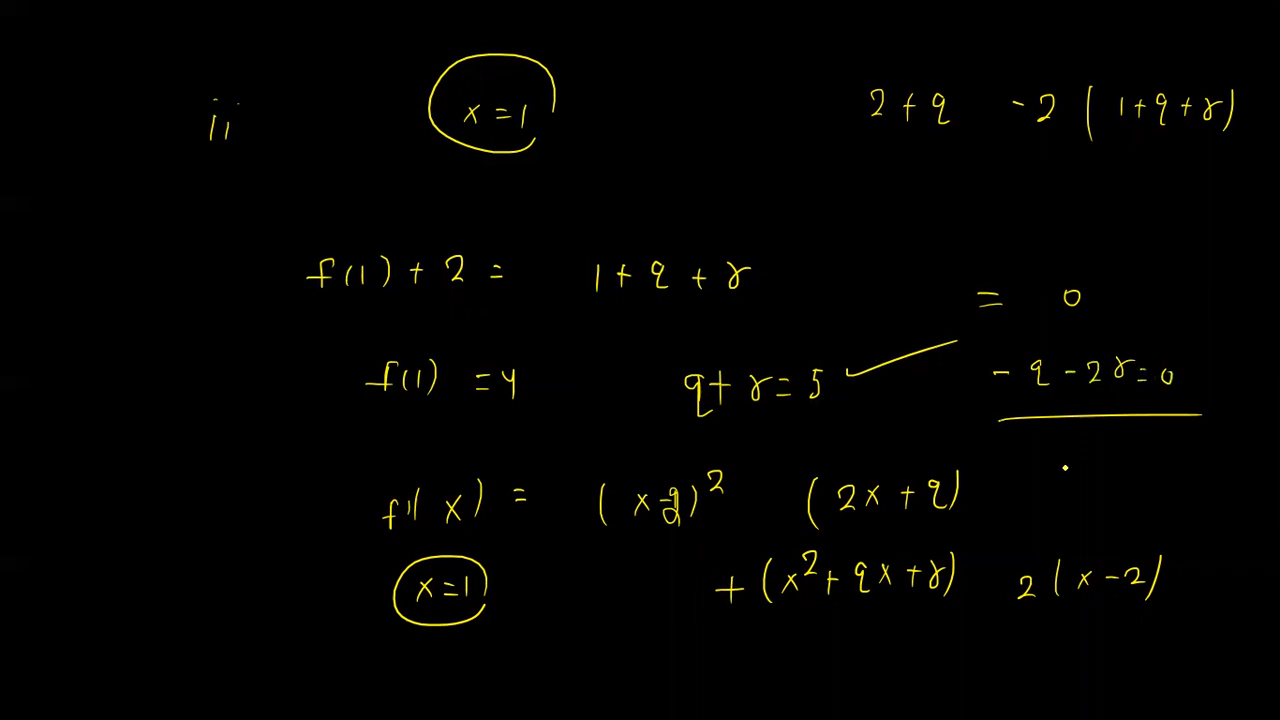 ii x = 1 2 + q - 2 ( 1 + q + r )
f(1) + 2 = 1 + q + r
= 0
f(1) = 4 q + r = 5 - q - 2r = 0
f'( x ) = ( x - 2 )² ( 2x + q )
x = 1 + ( x² + qx + r ) 2 ( x - 2 )